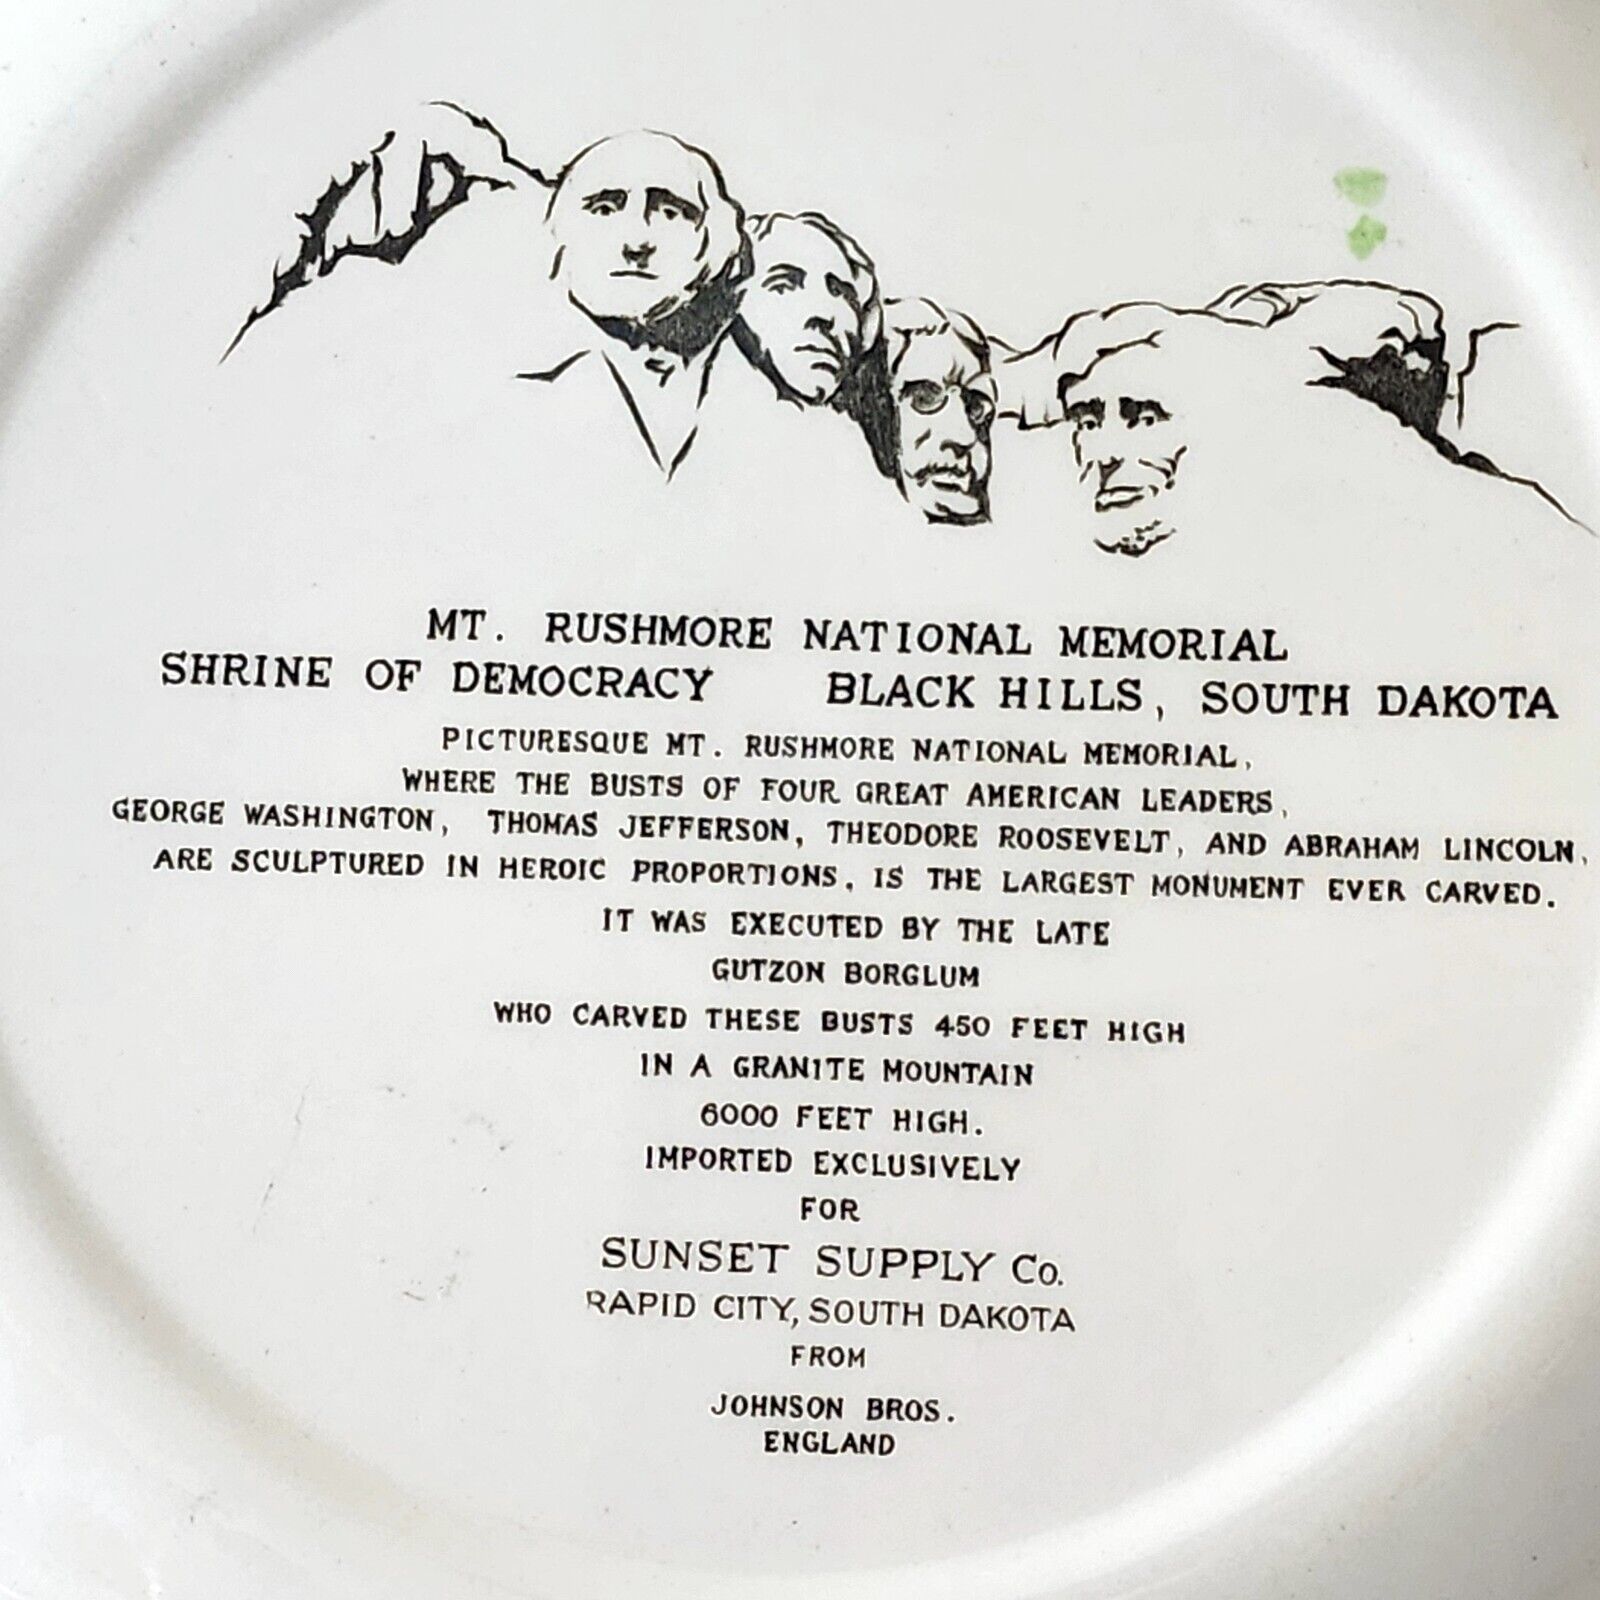 MT. RUSHMORE NATIONAL MEMORIAL
SHRINE OF DEMOCRACY BLACK HILLS, SOUTH DAKOTA
PICTURESQUE MT. RUSHMORE NATIONAL MEMORIAL,
WHERE THE BUSTS OF FOUR GREAT AMERICAN LEADERS,
GEORGE WASHINGTON, THOMAS JEFFERSON, THEODORE ROOSEVELT, AND ABRAHAM LINCOLN,
ARE SCULPTURED IN HEROIC PROPORTIONS, IS THE LARGEST MONUMENT EVER CARVED.
IT WAS EXECUTED BY THE LATE
GUTZON BORGLUM
WHO CARVED THESE BUSTS 450 FEET HIGH
IN A GRANITE MOUNTAIN
6000 FEET HIGH.
IMPORTED EXCLUSIVELY
FOR
SUNSET SUPPLY Co.
RAPID CITY, SOUTH DAKOTA
FROM
JOHNSON BROS.
ENGLAND